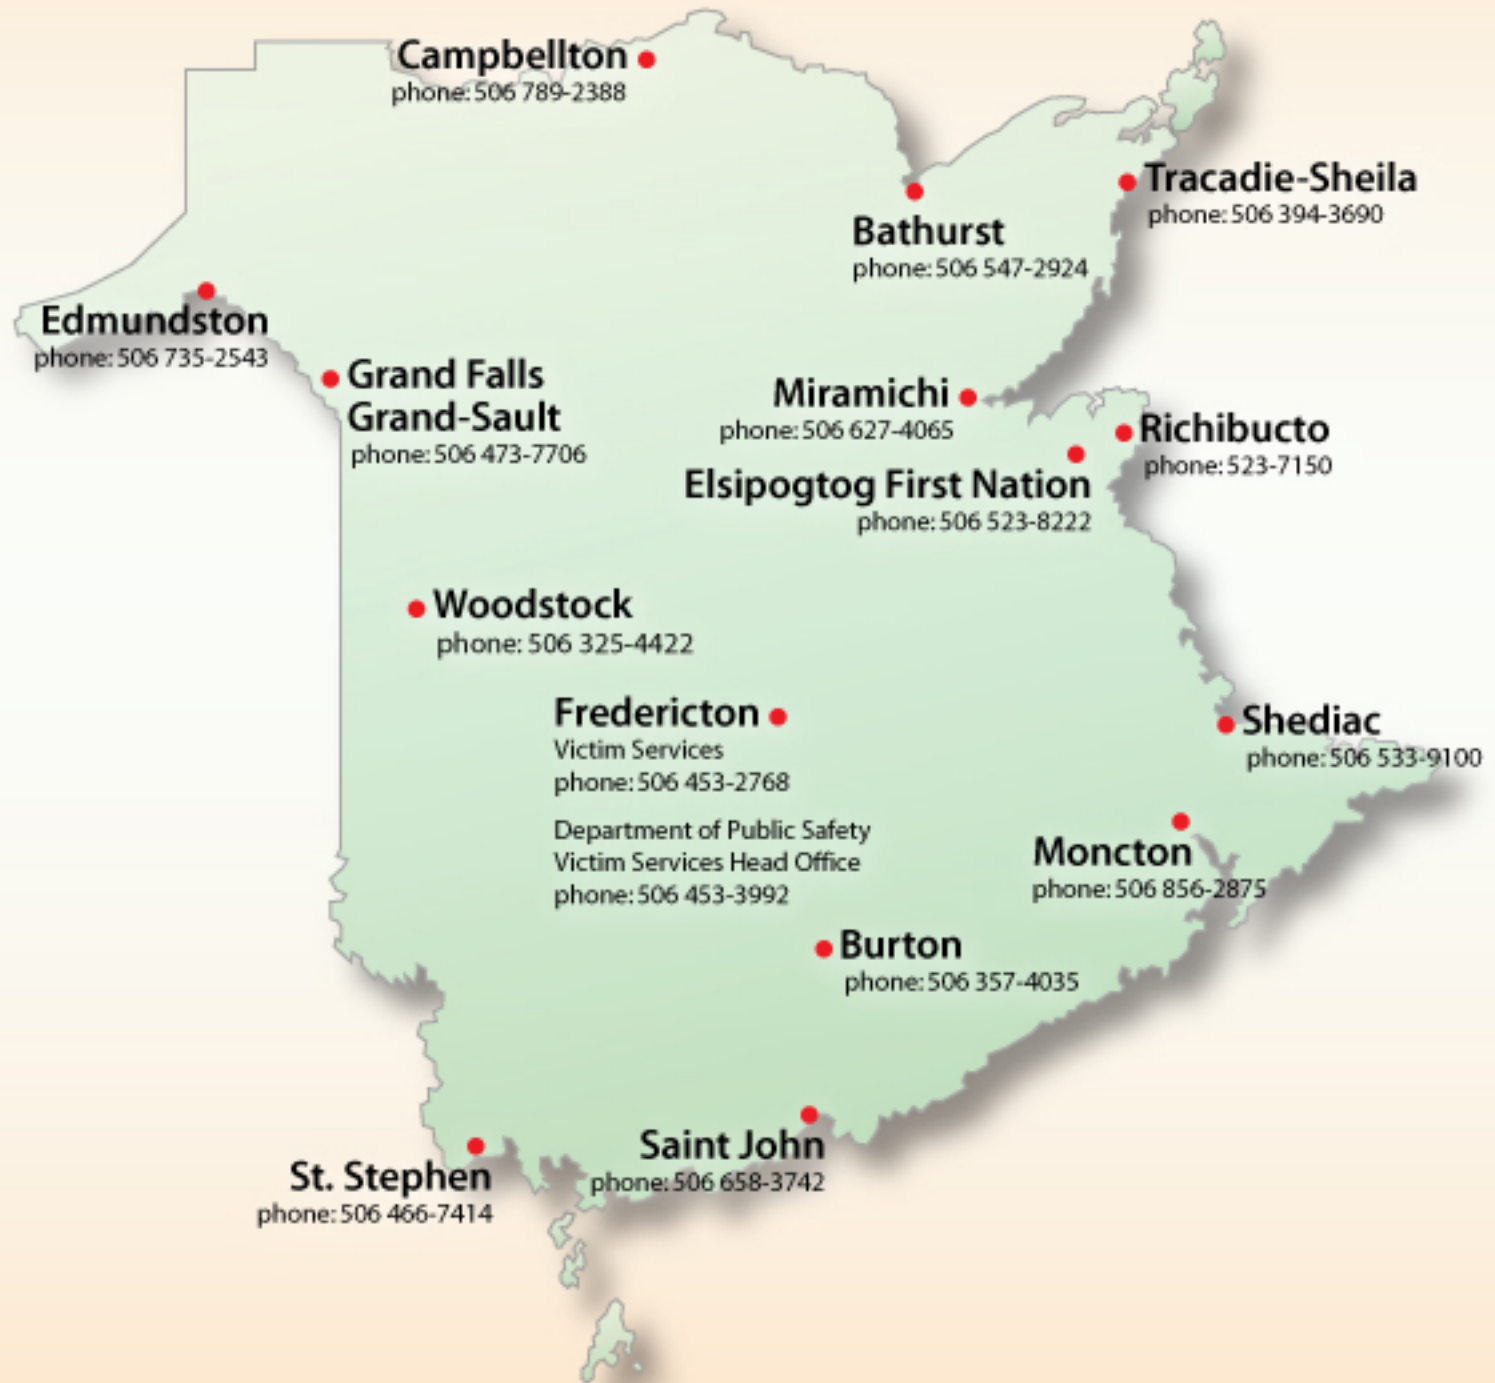 Campbellton
phone: 506 789-2388
Tracadie-Sheila
phone: 506 394-3690
Bathurst
phone: 506 547-2924
Edmundston
phone: 506 735-2543
Grand Falls
Grand-Sault
phone: 506 473-7706
Miramichi
phone: 506 627-4065
Richibucto
phone: 523-7150
Elsipogtog First Nation
phone: 506 523-8222
Woodstock
phone: 506 325-4422
Fredericton
Victim Services
phone: 506 453-2768
Department of Public Safety
Victim Services Head Office
phone: 506 453-3992
Shediac
phone: 506 533-9100
Moncton
phone: 506 856-2875
Burton
phone: 506 357-4035
Saint John
phone: 506 658-3742
St. Stephen
phone: 506 466-7414